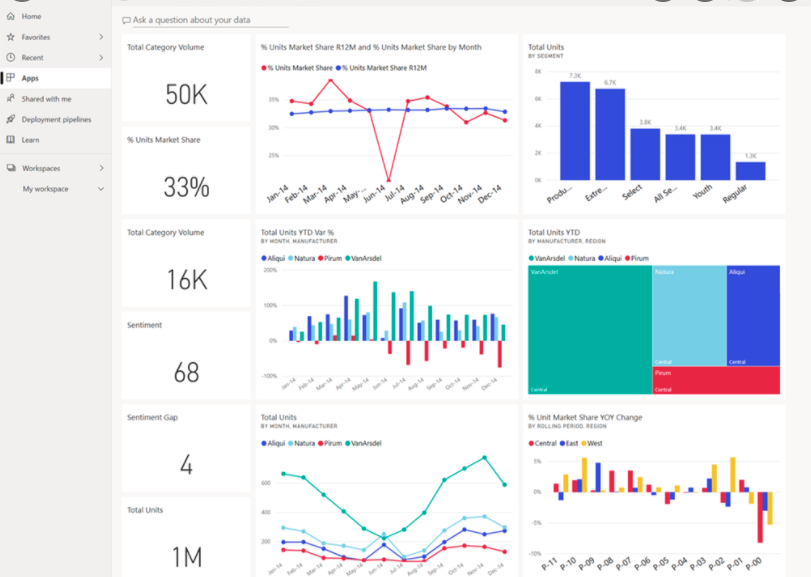 Home
Favorites
Recent
Apps
Shared with me
Deployment pipelines
Learn
Workspaces
My workspace
Ask a question about your data
Total Category Volume
50K
% Units Market Share
33%
Total Category Volume
16K
Sentiment
68
Sentiment Gap
4
Total Units
1M
% Units Market Share R12M and % Units Market Share by Month
% Units Market Share % Units Market Share R12M
35%
30%
25%
Jan-14 Feb-14 Mar-14 Apr-14 May-... Jun-14 Jul-14 Aug-14 Sep-14 Oct-14 Nov-14 Dec-14
Total Units
BY SEGMENT
8K
6K
4K
2K
0K
7.3K 6.7K 3.8K 3.4K 3.4K 1.3K
Produ... Extre... Select All Se... Youth Regular
Total Units YTD Var %
BY MONTH, MANUFACTURER
Aliqui Natura Pirum VanArsdel
200%
100%
0%
-100%
Jan-14 Feb-14 Mar-14 Apr-14 May-14 Jun-14 Jul-14 Aug-14 Sep-14 Oct-14 Nov-14 Dec-14
Total Units YTD
BY MANUFACTURER, REGION
VanArsdel Natura Aliqui Pirum
VanArsdel
Central
Natura
Central
Aliqui
Central
Pirum
Central
Total Units
BY MONTH, MANUFACTURER
Aliqui Natura Pirum VanArsdel
600
400
200
Jan-14 Feb-14 Mar-14 Apr-14 May-14 Jun-14 Jul-14 Aug-14 Sep-14 Oct-14 Nov-14 Dec-14
% Unit Market Share YOY Change
BY ROLLING PERIOD, REGION
Central East West
5%
0%
-5%
-10%
P-11 P-10 P-09 P-08 P-07 P-06 P-05 P-04 P-03 P-02 P-01 P-00